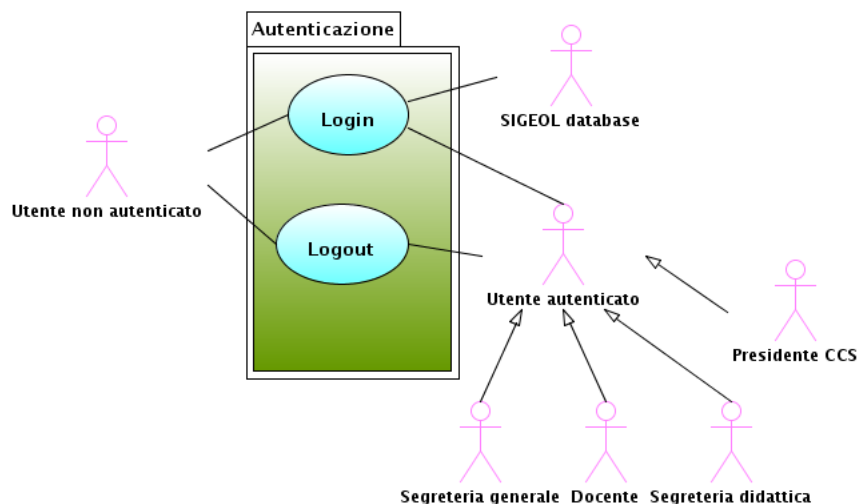 Autenticazione
Login
SIGEOL database
Utente non autenticato
Logout
Utente autenticato
Presidente CCS
Segreteria generale
Docente
Segreteria didattica